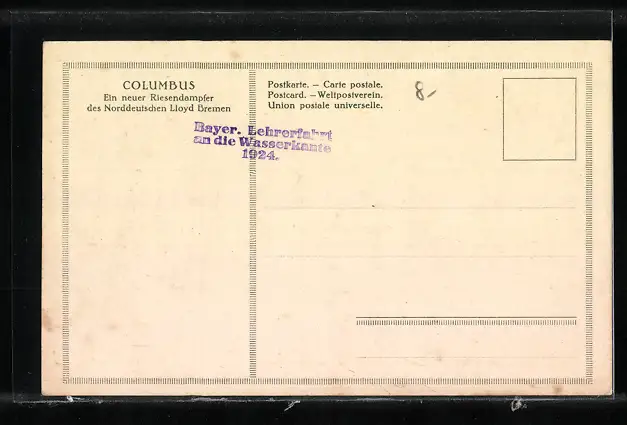 COLUMBUS
Ein neuer Riesendampfer
des Norddeutschen Lloyd Bremen
Postkarte. – Carte postale.
Postcard. – Weltpostverein.
Union postale universelle.
8.-
Bayer. Lehrerfahrt
an die Wasserkante
1924.